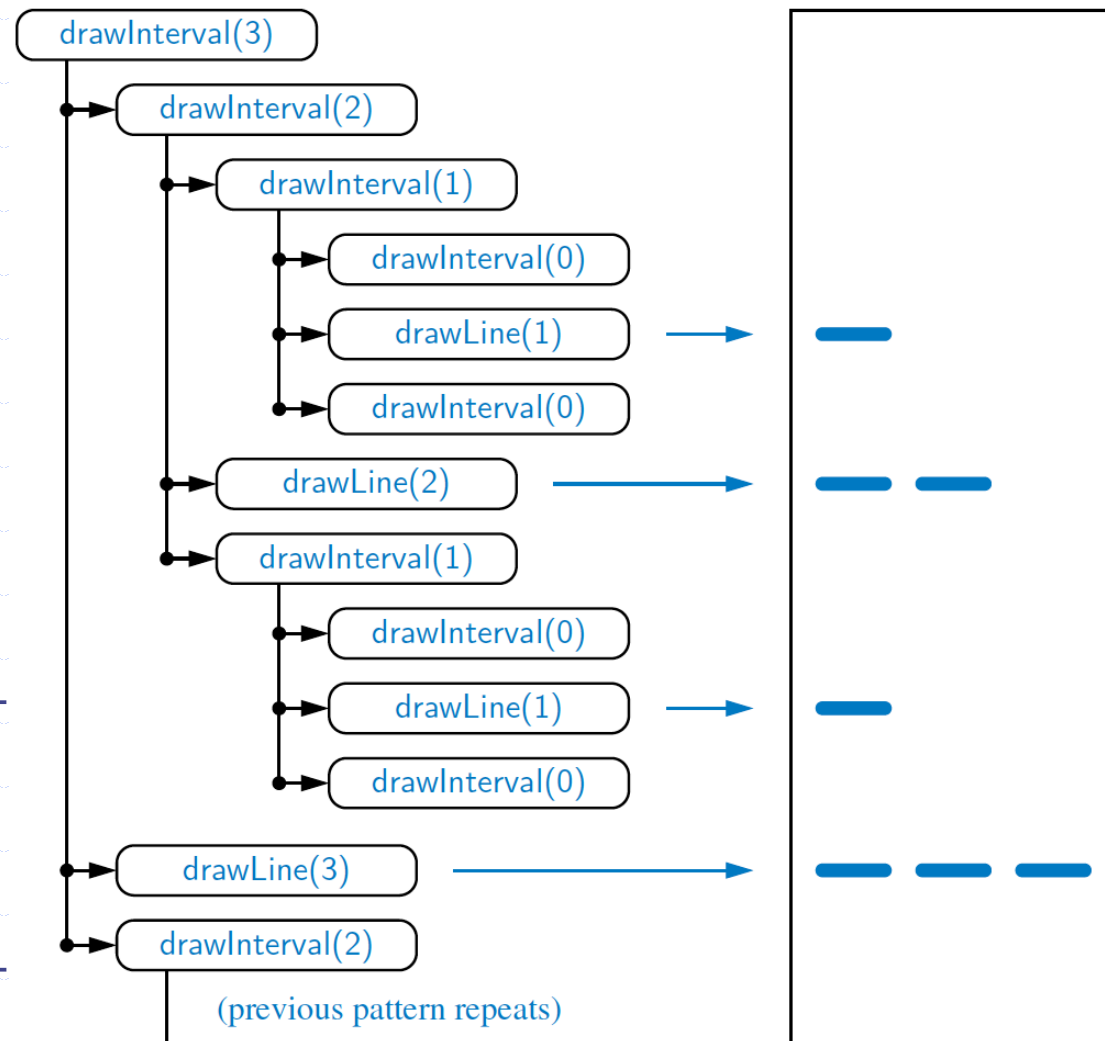 drawInterval(3)
drawInterval(2)
drawInterval(1)
drawInterval(0)
drawLine(1)
drawInterval(0)
drawLine(2)
drawInterval(1)
drawInterval(0)
drawLine(1)
drawInterval(0)
drawLine(3)
drawInterval(2)
(previous pattern repeats)